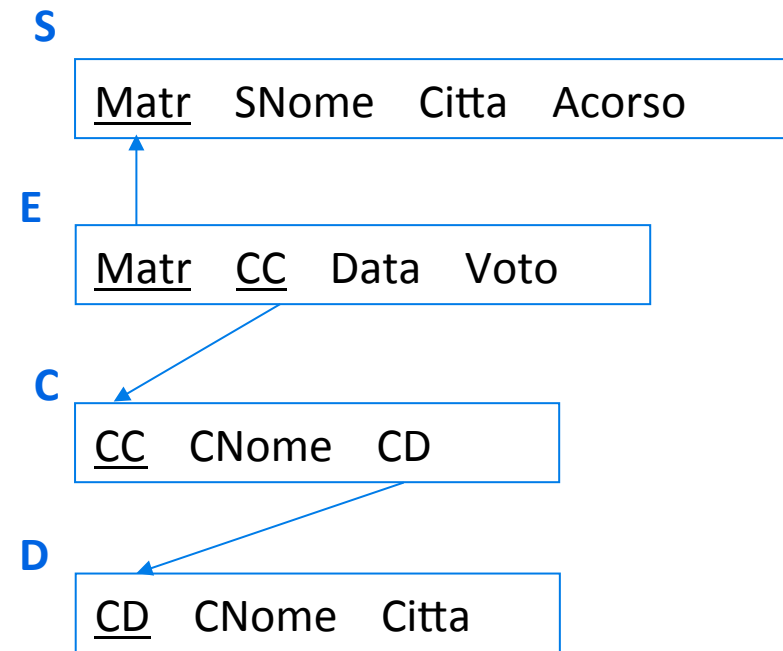 S
Matr SNome Citta Acorso
E
Matr CC Data Voto
C
CC CNome CD
D
CD CNome Citta